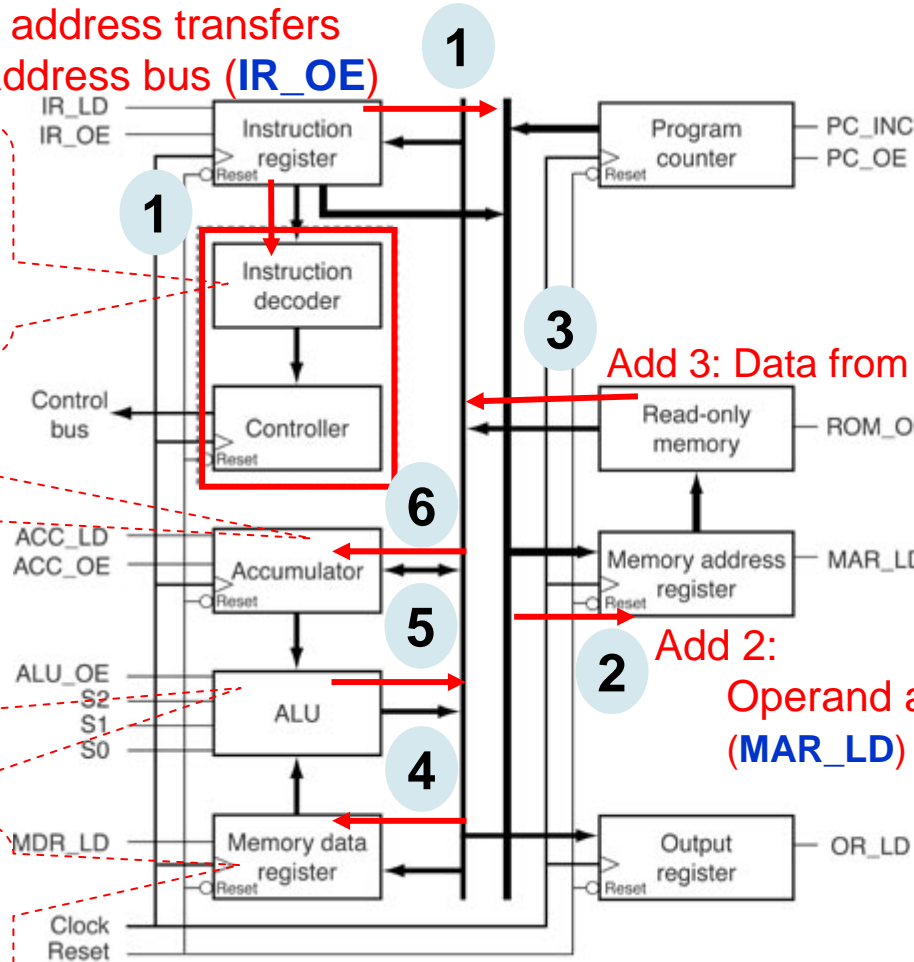 address transfers
1
address bus (IR_OE)
IR_LD
IR_OE
Instruction
register
Reset
Program
counter
Reset
PC_INC
PC_OE
1
Instruction
decoder
3
Add 3: Data from
Control
bus
Controller
Reset
Read-only
memory
ROM_O
6
ACC_LD
ACC_OE
Accumulator
Reset
Memory address
register
Reset
MAR_LD
5
2
Add 2:
ALU_OE
S2
S1
S0
ALU
Operand a
(MAR_LD)
4
MDR_LD
Memory data
register
Reset
Output
register
Reset
OR_LD
Clock
Reset